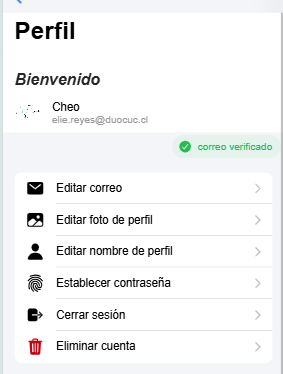 Perfil
Bienvenido
Cheo
elie.reyes@duocuc.cl
correo verificado
Editar correo
Editar foto de perfil
Editar nombre de perfil
Establecer contraseña
Cerrar sesión
Eliminar cuenta